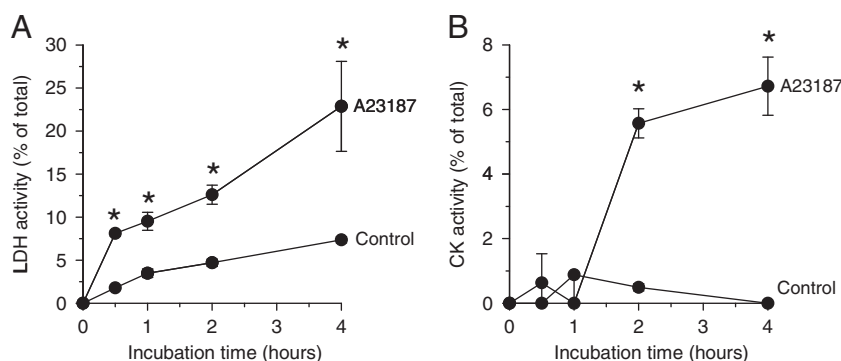 A
B
LDH activity (% of total)
30
25
20
15
10
5
0
0
1
2
3
4
Incubation time (hours)
*
*
*
*
A23187
Control
CK activity (% of total)
8
6
4
2
0
0
1
2
3
4
Incubation time (hours)
*
*
A23187
Control